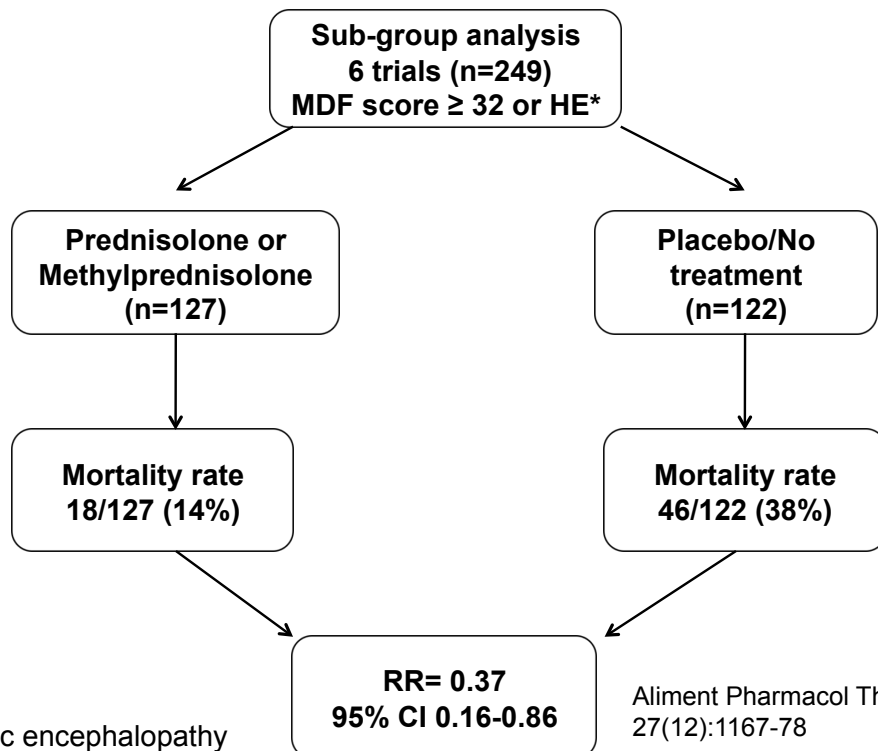 Sub-group analysis
6 trials (n=249)
MDF score ≥ 32 or HE*
Prednisolone or
Methylprednisolone
(n=127)
Placebo/No
treatment
(n=122)
Mortality rate
18/127 (14%)
Mortality rate
46/122 (38%)
RR= 0.37
95% CI 0.16-0.86
Aliment Pharmacol
27(12):1167-78
encephalopathy